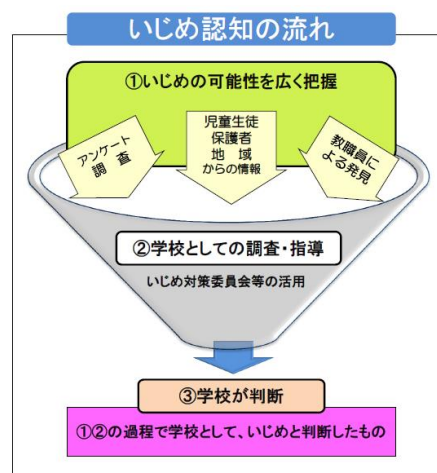 いじめ認知の流れ
①いじめの可能性を広く把握
アンケート
調　査
児童生徒
保護者
地　域
からの情報
教職員に
よる発見
②学校としての調査・指導
いじめ対策委員会等の活用
③学校が判断
①②の過程で学校として、いじめと判断したもの